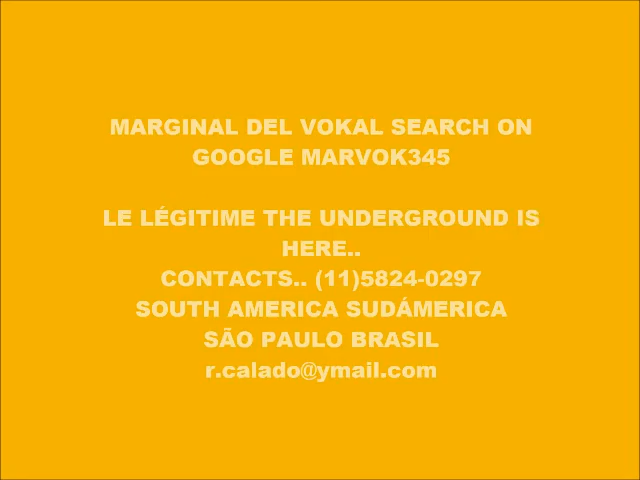 MARGINAL DEL VOKAL SEARCH ON
GOOGLE MARVOK345
LE LÉGITIME THE UNDERGROUND IS
HERE..
CONTACTS.. (11)5824-0297
SOUTH AMERICA SUDÁMERICA
SÃO PAULO BRASIL
r.calado@ymail.com